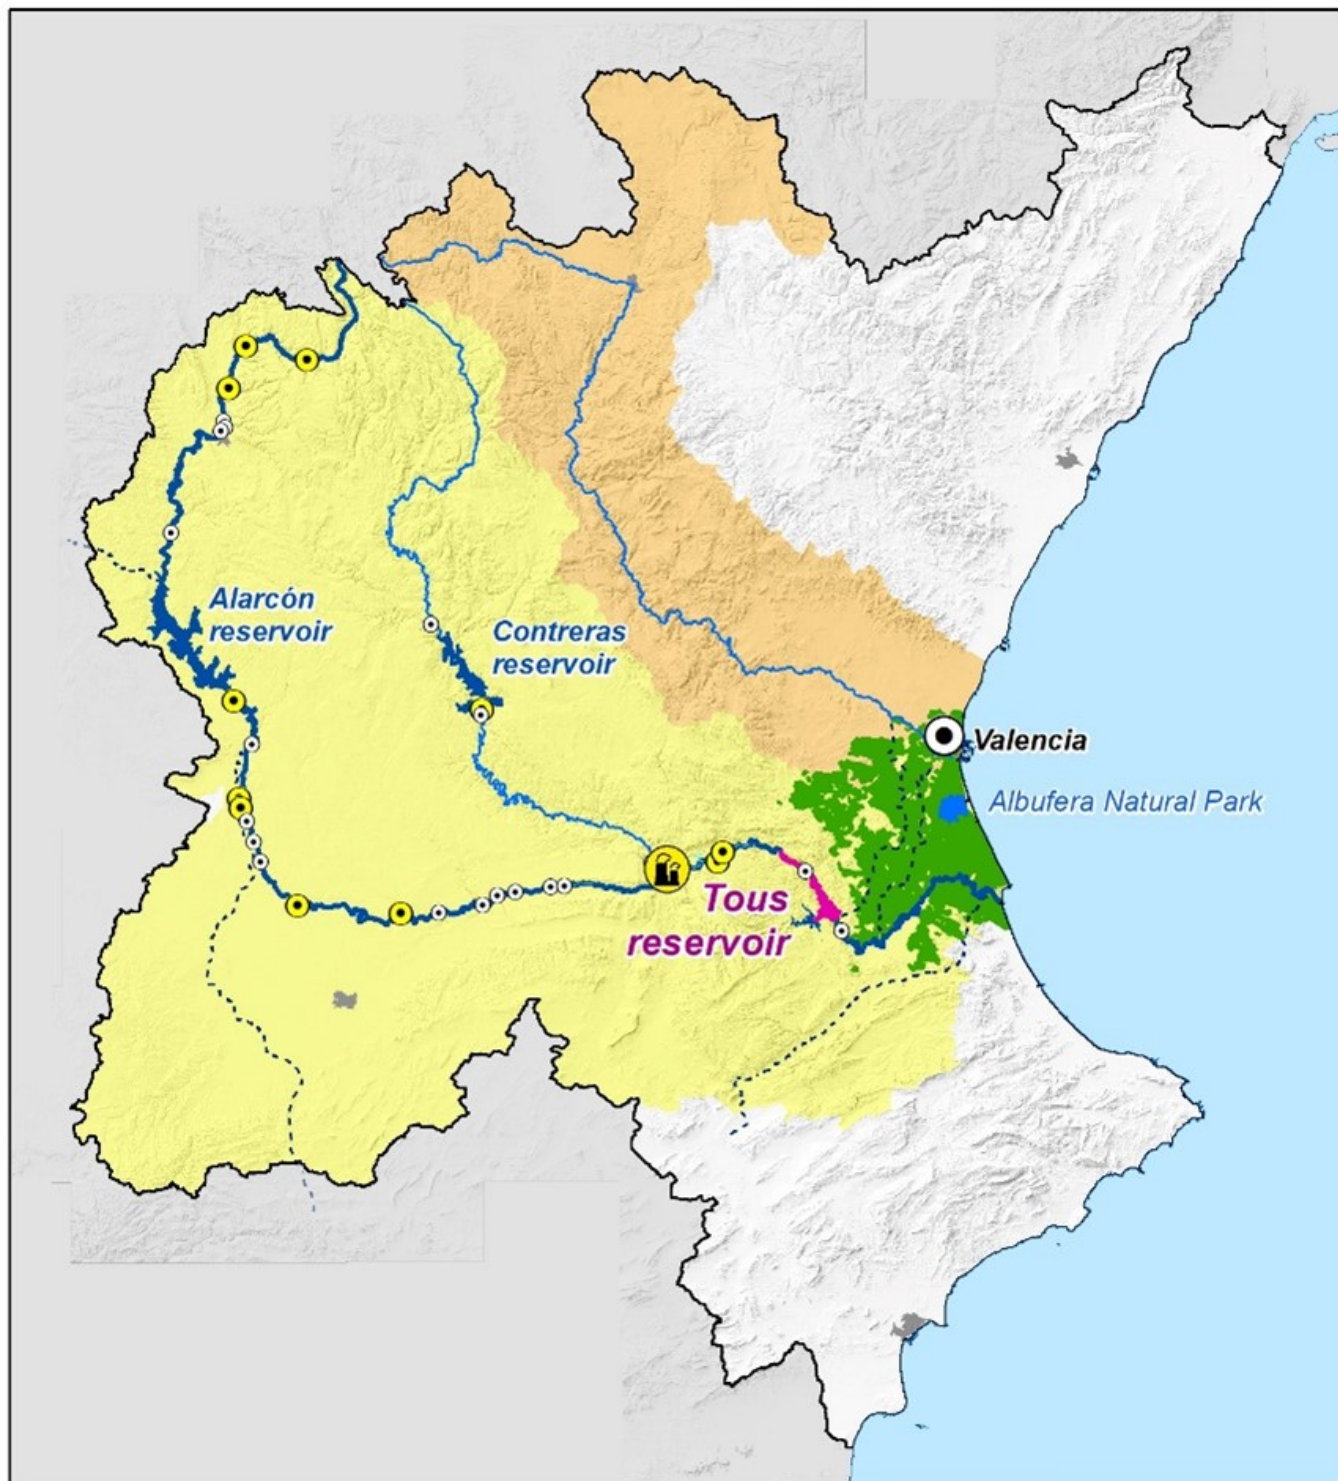 Alarcón
reservoir
Contreras
reservoir
Valencia
Albufera Natural Park
Tous
reservoir